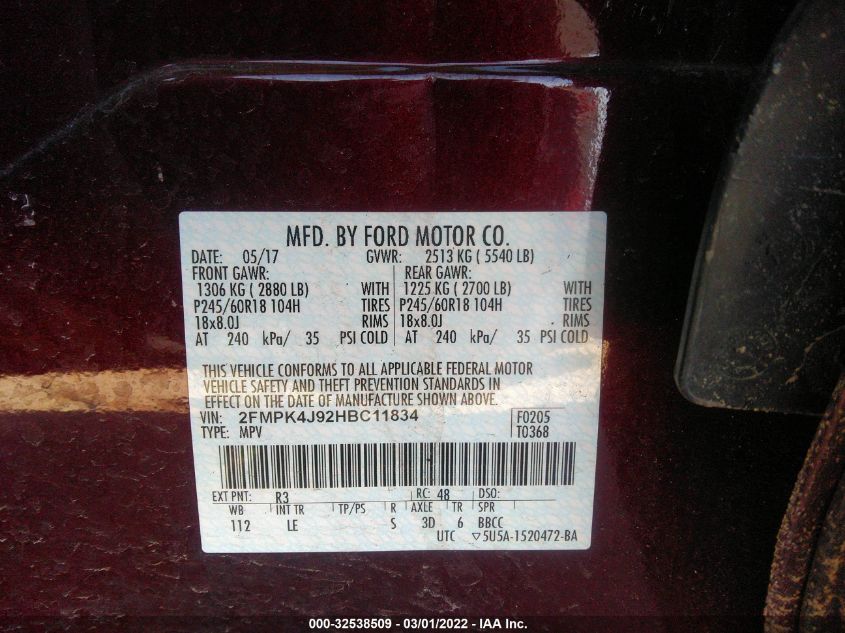 MFD. BY FORD MOTOR CO.
DATE: 05/17 GVWR: 2513 KG ( 5540 LB)
FRONT GAWR: REAR GAWR:
1306 KG ( 2880 LB) WITH 1225 KG ( 2700 LB) WITH
P245/60R18 104H TIRES P245/60R18 104H TIRES
18x8.0J RIMS 18x8.0J RIMS
AT 240 kPa/ 35 PSI COLD AT 240 kPa/ 35 PSI COLD
THIS VEHICLE CONFORMS TO ALL APPLICABLE FEDERAL MOTOR
VEHICLE SAFETY AND THEFT PREVENTION STANDARDS IN
EFFECT ON THE DATE OF MANUFACTURE SHOWN ABOVE.
VIN: 2FMPK4J92HBC11834 F0205
TYPE: MPV T0368
EXT PNT: R3 RC: 48 DSO:
WB INT TR TP/PS R AXLE TR SPR
112 LE S 3D 6 BBCC
UTC ▽5U5A-1520472-BA
000-32538509 - 03/01/2022 - IAA Inc.